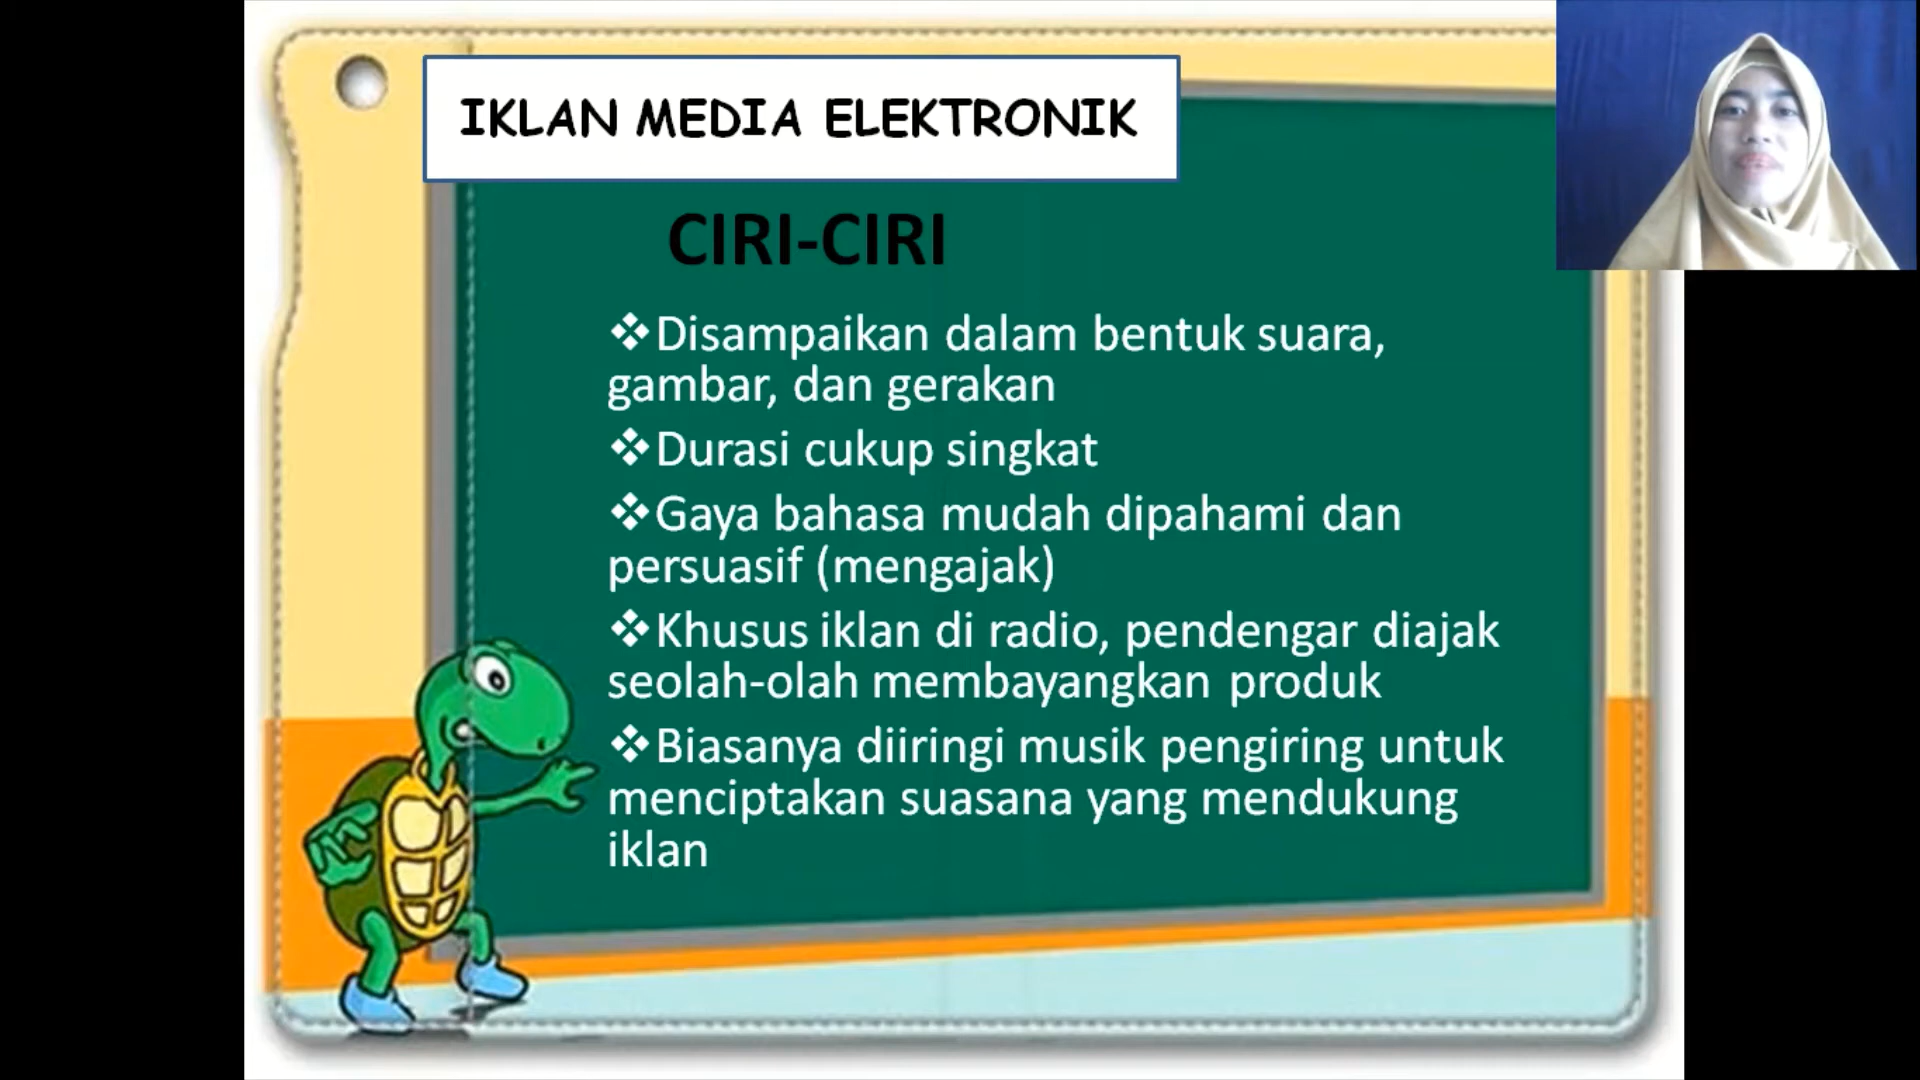 IKLAN MEDIA ELEKTRONIK
CIRI-CIRI
❖Disampaikan dalam bentuk suara,
gambar, dan gerakan
❖Durasi cukup singkat
❖Gaya bahasa mudah dipahami dan
persuasif (mengajak)
❖Khusus iklan di radio, pendengar diajak
seolah-olah membayangkan produk
❖Biasanya diiringi musik pengiring untuk
menciptakan suasana yang mendukung
iklan